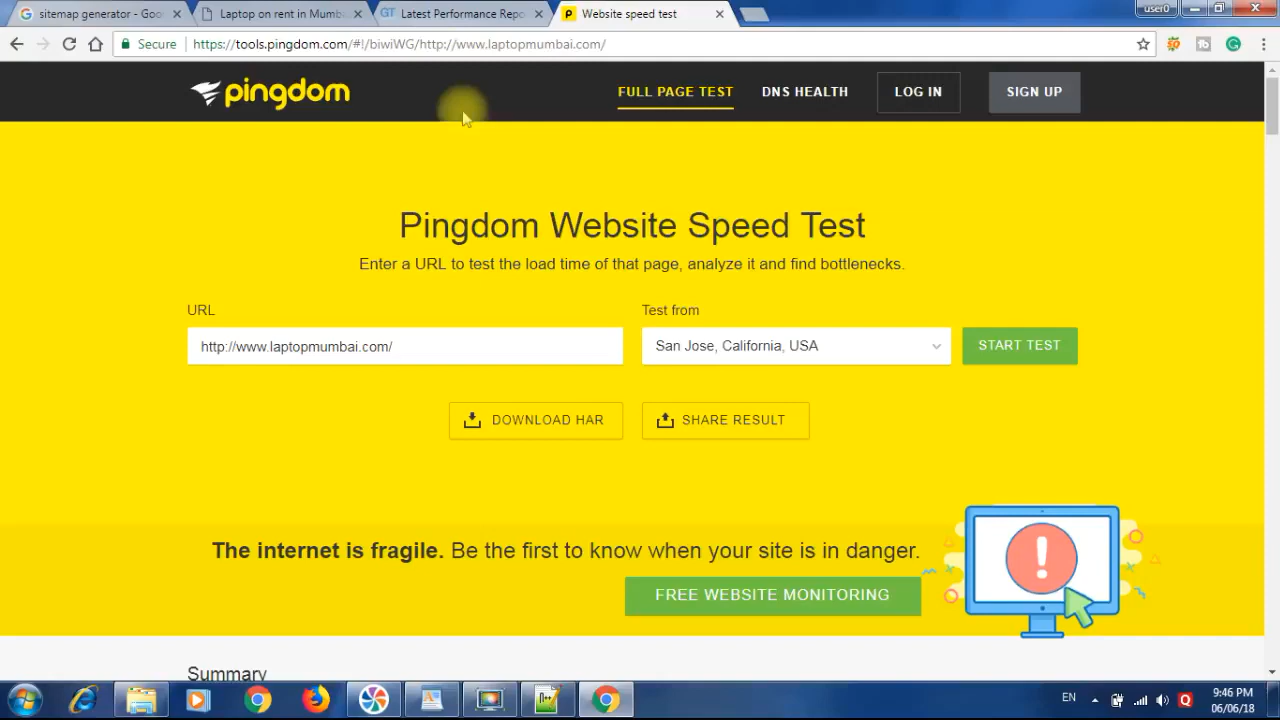 sitemap generator - Goo
Laptop on rent in Mumb
GT Latest Performance Repo
Website speed test
user0
Secure https://tools.pingdom.com/#!/biwiWG/http://www.laptopmumbai.com/
pingdom
FULL PAGE TEST
DNS HEALTH
LOG IN
SIGN UP
Pingdom Website Speed Test
Enter a URL to test the load time of that page, analyze it and find bottlenecks.
URL
Test from
http://www.laptopmumbai.com/
San Jose, California, USA
START TEST
DOWNLOAD HAR
SHARE RESULT
The internet is fragile. Be the first to know when your site is in danger.
FREE WEBSITE MONITORING
Summary
EN
9:46 PM
06/06/18